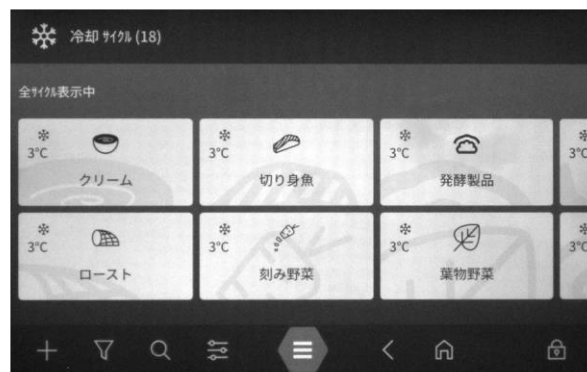 冷却 ｻｲｸﾙ (18)
全ｻｲｸﾙ表示中
3℃
クリーム
3℃
切り身魚
3℃
発酵製品
3℃
3℃
ロースト
3℃
刻み野菜
3℃
葉物野菜
3℃